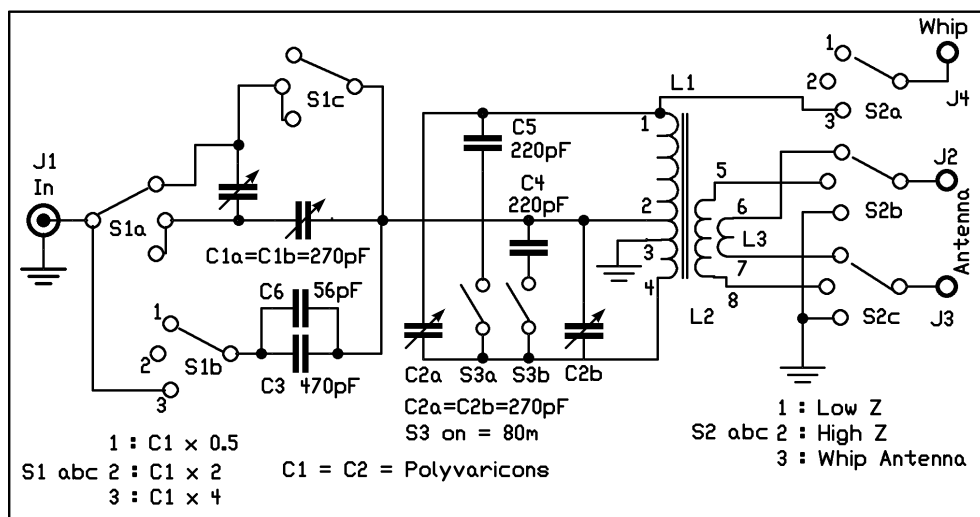 Whip
J4
1
2
3
S2a
L1
S1c
C5
220pF
C4
220pF
1
2
3
4
5
6
7
8
L3
L2
J1
In
S1a
C1a=C1b=270pF
J2
S2b
Antenna
J3
S2c
C6
56pF
1
2
3
S1b
C3
470pF
C2a
S3a
S3b
C2b
C2a=C2b=270pF
S3 on = 80m
1 : Low Z
S2 abc 2 : High Z
3 : Whip Antenna
1 : C1 x 0.5
S1 abc 2 : C1 x 2
3 : C1 x 4
C1 = C2 = Polyvaricons